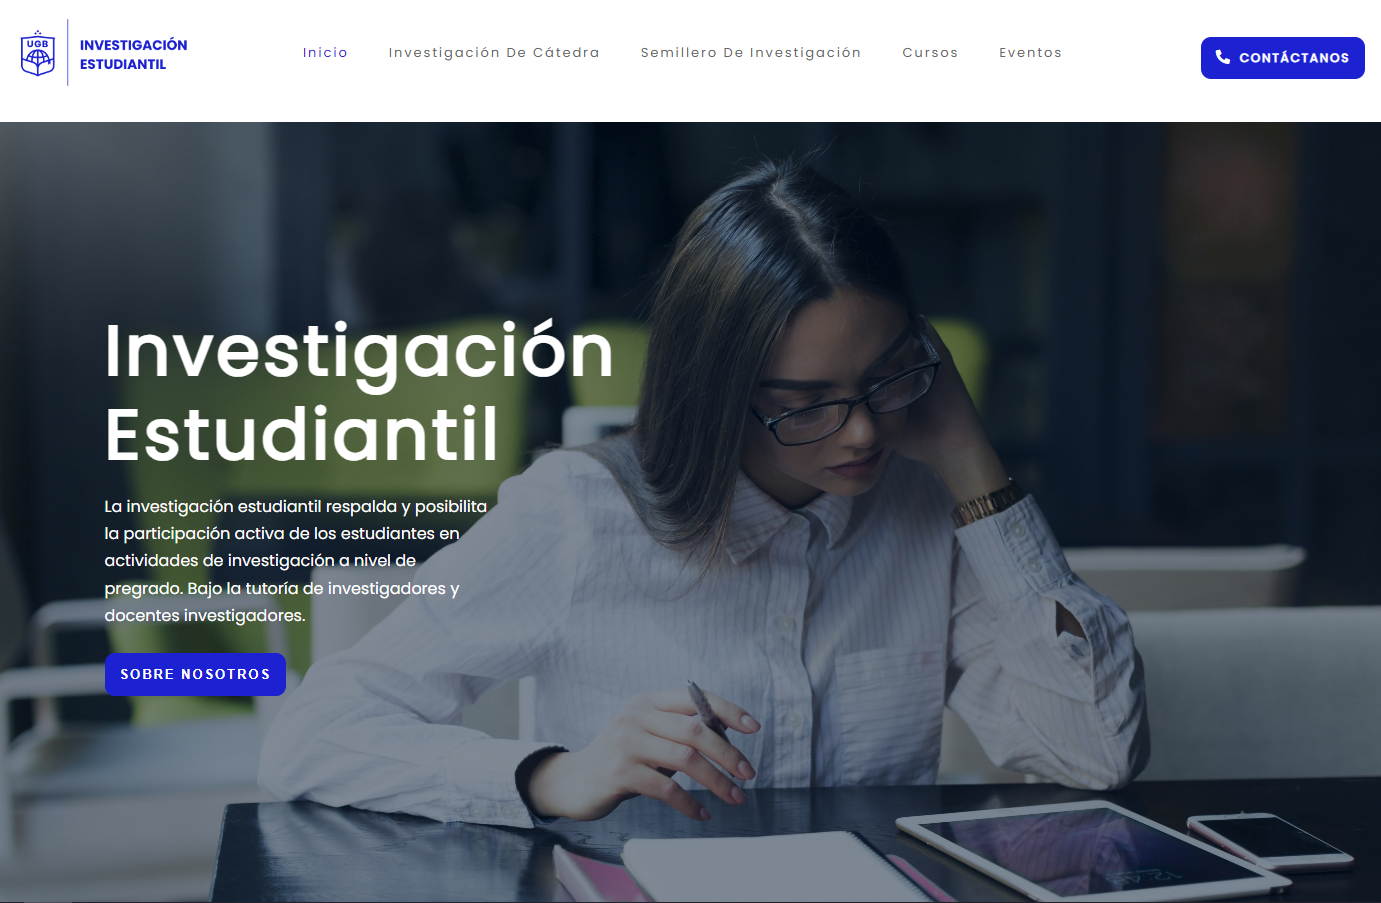 UGB
INVESTIGACIÓN
ESTUDIANTIL
Inicio
Investigación De Cátedra
Semillero De Investigación
Cursos
Eventos
CONTÁCTANOS
Investigación
Estudiantil
La investigación estudiantil respalda y posibilita
la participación activa de los estudiantes en
actividades de investigación a nivel de
pregrado. Bajo la tutoría de investigadores y
docentes investigadores.
SOBRE NOSOTROS